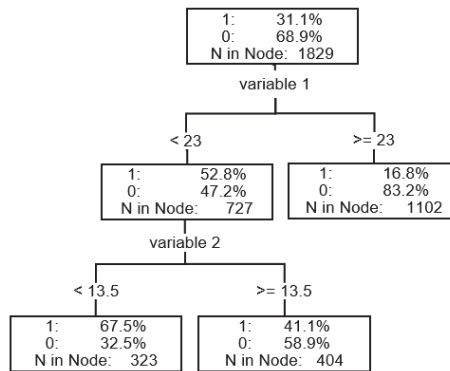 1: 31.1%
0: 68.9%
N in Node: 1829
variable 1
< 23
>= 23
1: 52.8%
0: 47.2%
N in Node: 727
1: 16.8%
0: 83.2%
N in Node: 1102
variable 2
< 13.5
>= 13.5
1: 67.5%
0: 32.5%
N in Node: 323
1: 41.1%
0: 58.9%
N in Node: 404